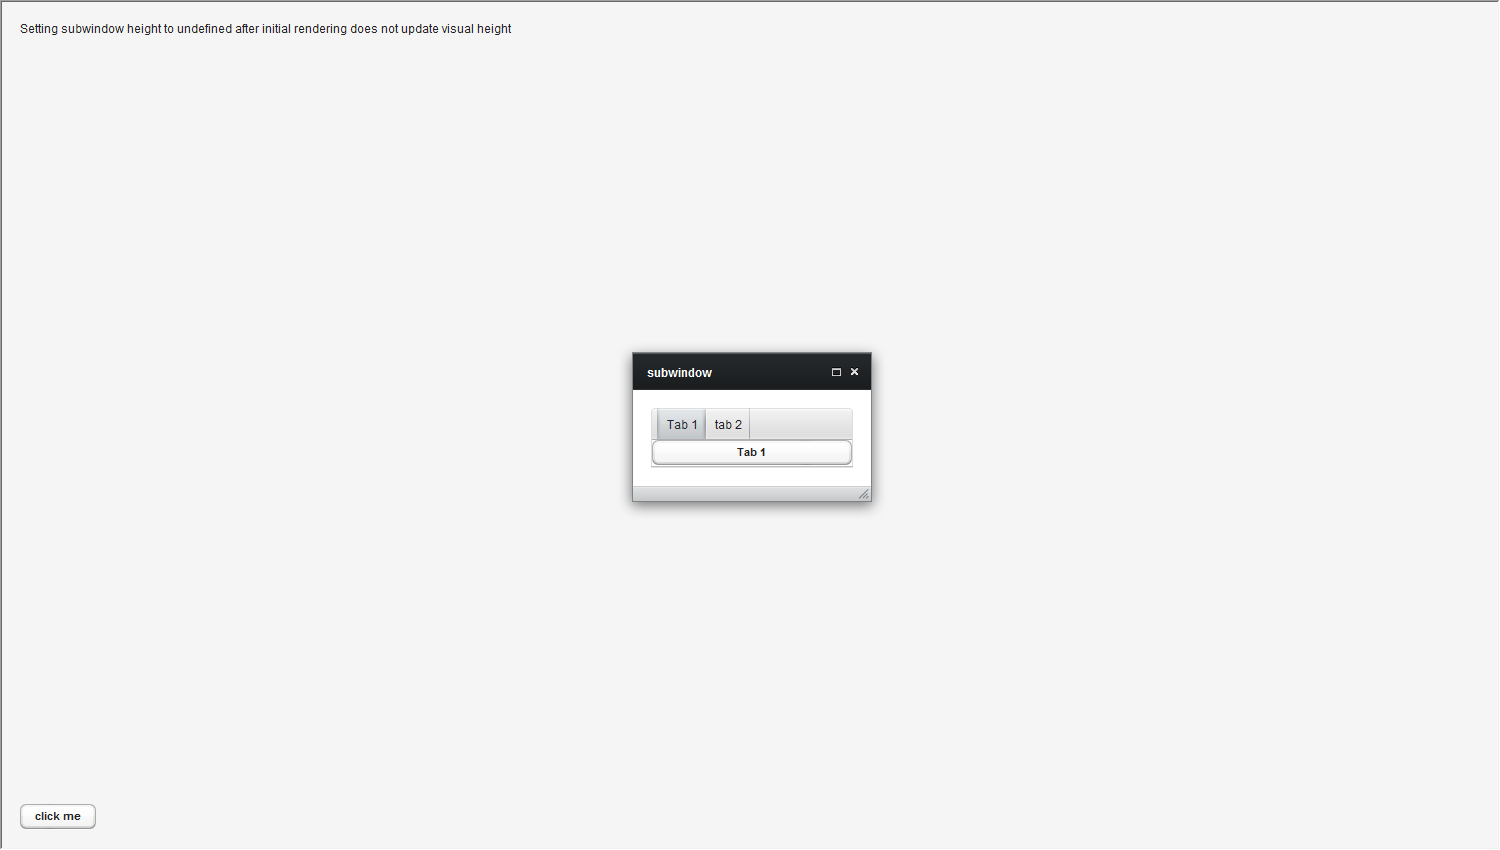 Setting subwindow height to undefined after initial rendering does not update visual height
subwindow
Tab 1 tab 2
Tab 1
click me